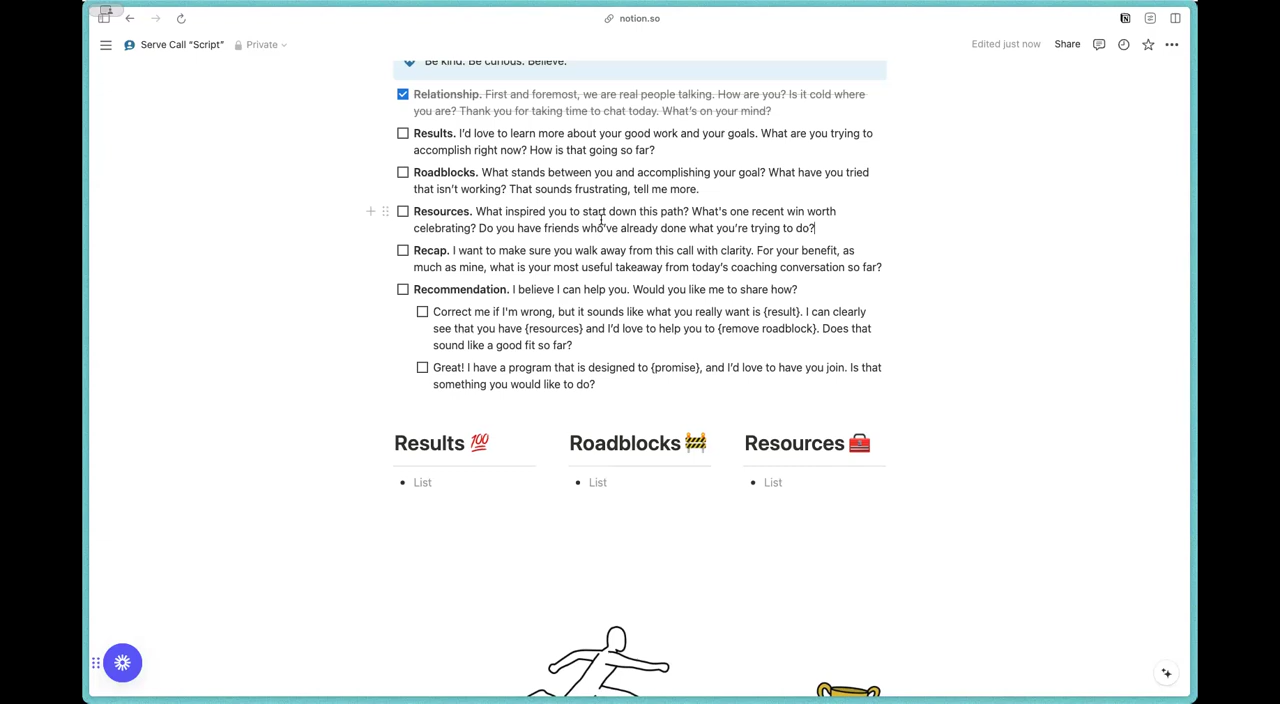 notion.so
Serve Call “Script” Private
Edited just now Share
Be kind. Be curious. Believe.
Relationship. First and foremost, we are real people talking. How are you? Is it cold where
you are? Thank you for taking time to chat today. What’s on your mind?
Results. I’d love to learn more about your good work and your goals. What are you trying to
accomplish right now? How is that going so far?
Roadblocks. What stands between you and accomplishing your goal? What have you tried
that isn’t working? That sounds frustrating, tell me more.
Resources. What inspired you to start down this path? What's one recent win worth
celebrating? Do you have friends who’ve already done what you’re trying to do?
Recap. I want to make sure you walk away from this call with clarity. For your benefit, as
much as mine, what is your most useful takeaway from today’s coaching conversation so far?
Recommendation. I believe I can help you. Would you like me to share how?
Correct me if I'm wrong, but it sounds like what you really want is {result}. I can clearly
see that you have {resources} and I’d love to help you to {remove roadblock}. Does that
sound like a good fit so far?
Great! I have a program that is designed to {promise}, and I’d love to have you join. Is that
something you would like to do?
Results 💯 Roadblocks 🚧 Resources 🧰
• List • List • List